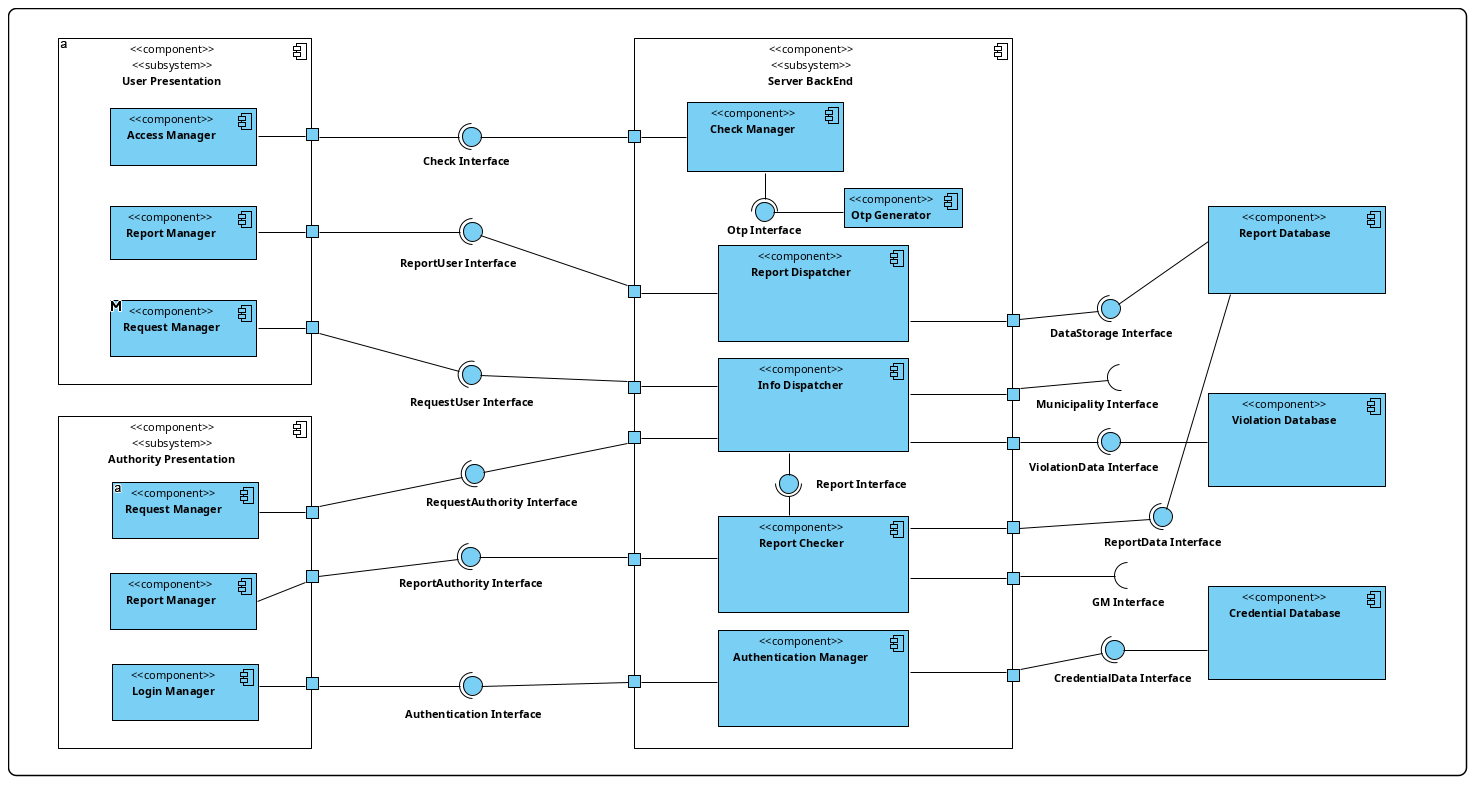 a
<<component>>
<<subsystem>>
User Presentation
<<component>>
Access Manager
<<component>>
Report Manager
M
<<component>>
Request Manager
<<component>>
<<subsystem>>
Authority Presentation
a
<<component>>
Request Manager
<<component>>
Report Manager
<<component>>
Login Manager
Check Interface
ReportUser Interface
RequestUser Interface
RequestAuthority Interface
ReportAuthority Interface
Authentication Interface
<<component>>
<<subsystem>>
Server BackEnd
<<component>>
Check Manager
<<component>>
Otp Generator
Otp Interface
<<component>>
Report Dispatcher
<<component>>
Info Dispatcher
Report Interface
<<component>>
Report Checker
<<component>>
Authentication Manager
DataStorage Interface
Municipality Interface
ViolationData Interface
ReportData Interface
GM Interface
CredentialData Interface
<<component>>
Report Database
<<component>>
Violation Database
<<component>>
Credential Database